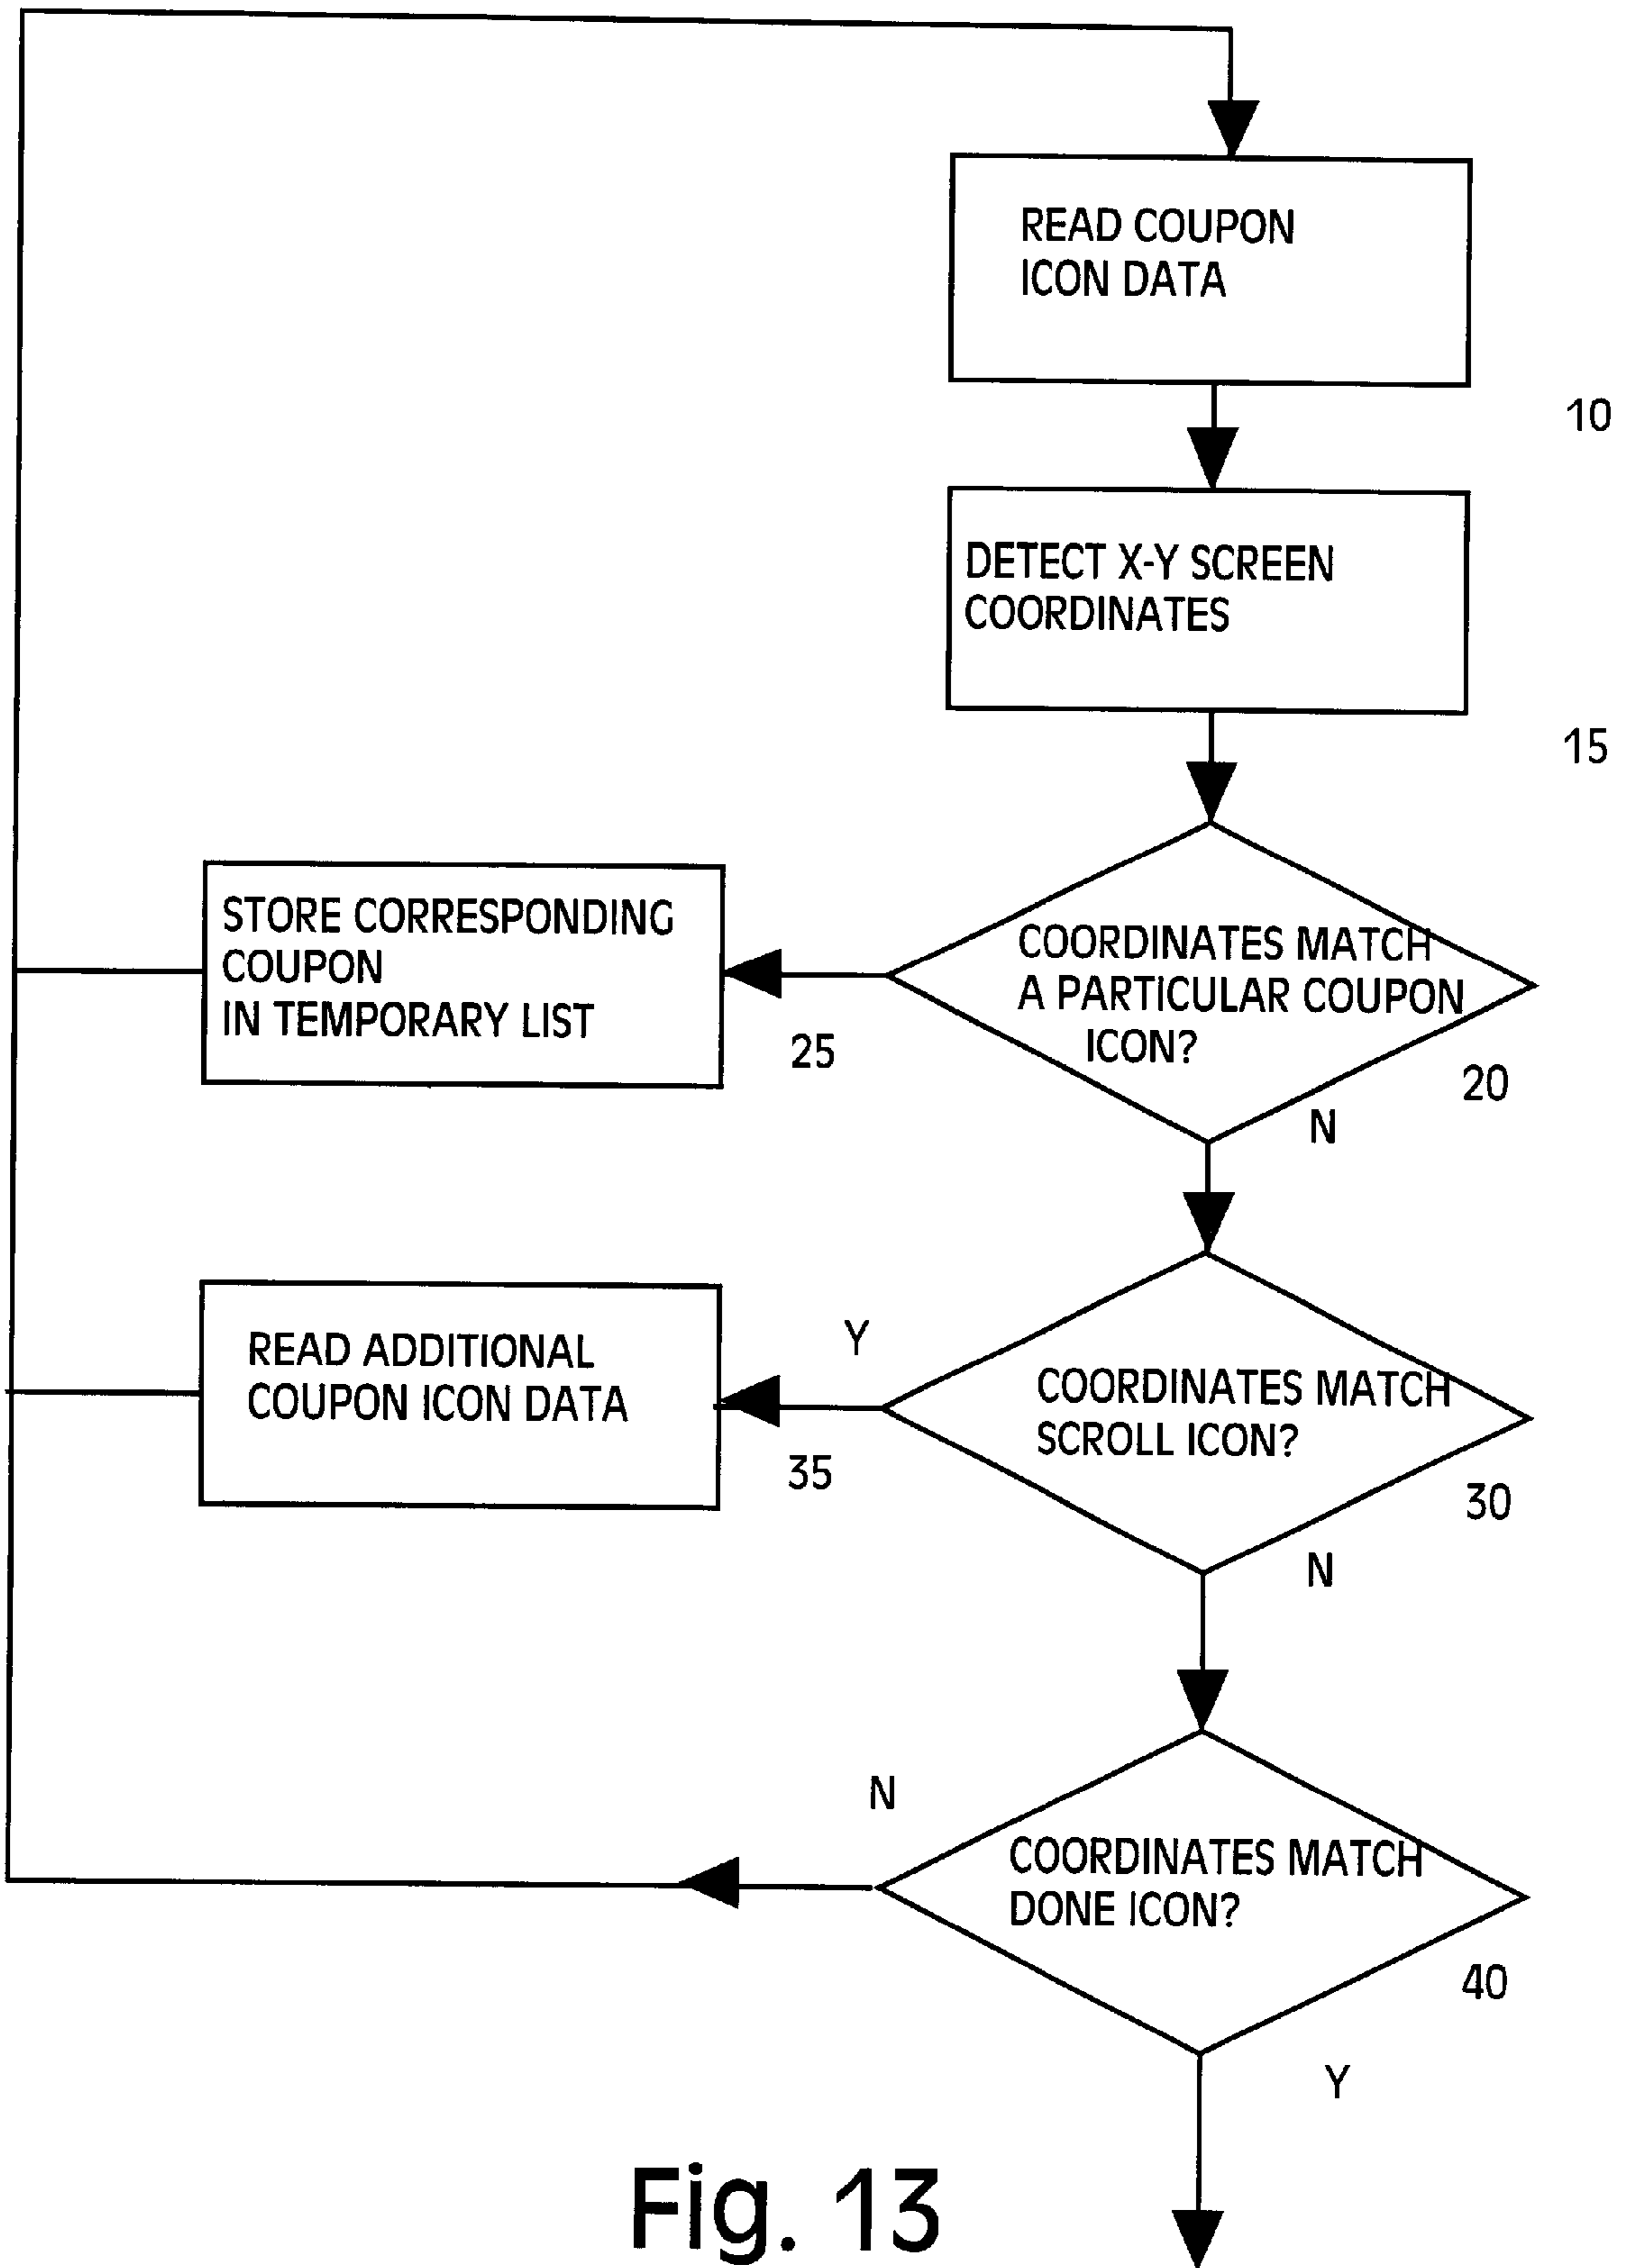 READ COUPON
ICON DATA
10
DETECT X-Y SCREEN
COORDINATES
15
COORDINATES MATCH
A PARTICULAR COUPON
ICON?
20
N
STORE CORRESPONDING
COUPON
IN TEMPORARY LIST
25
COORDINATES MATCH
SCROLL ICON?
30
Y
N
READ ADDITIONAL
COUPON ICON DATA
35
COORDINATES MATCH
DONE ICON?
40
N
Y
Fig. 13